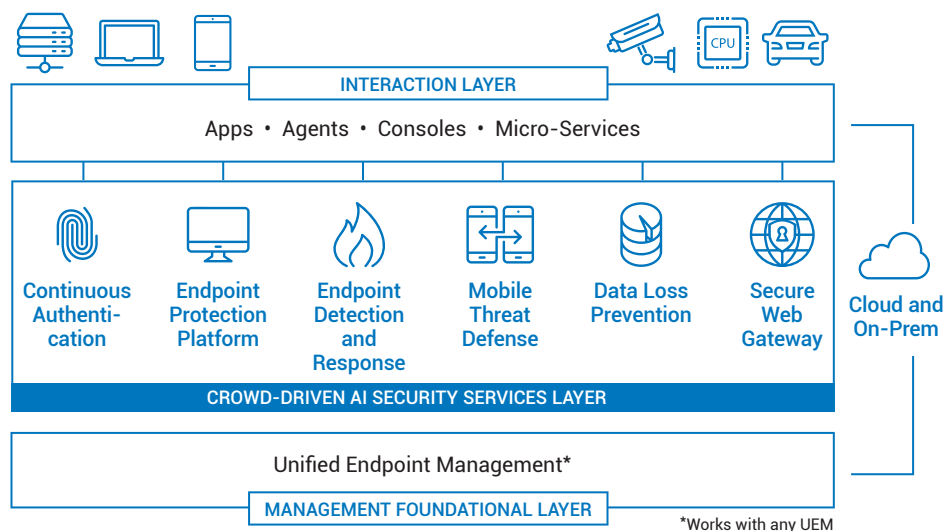 CPU
INTERACTION LAYER
Apps • Agents • Consoles • Micro-Services
Continuous
Authenti-
cation
Endpoint
Protection
Platform
Endpoint
Detection
and
Response
Mobile
Threat
Defense
Data Loss
Prevention
Secure
Web
Gateway
Cloud and
On-Prem
CROWD-DRIVEN AI SECURITY SERVICES LAYER
Unified Endpoint Management*
MANAGEMENT FOUNDATIONAL LAYER
*Works with any UEM